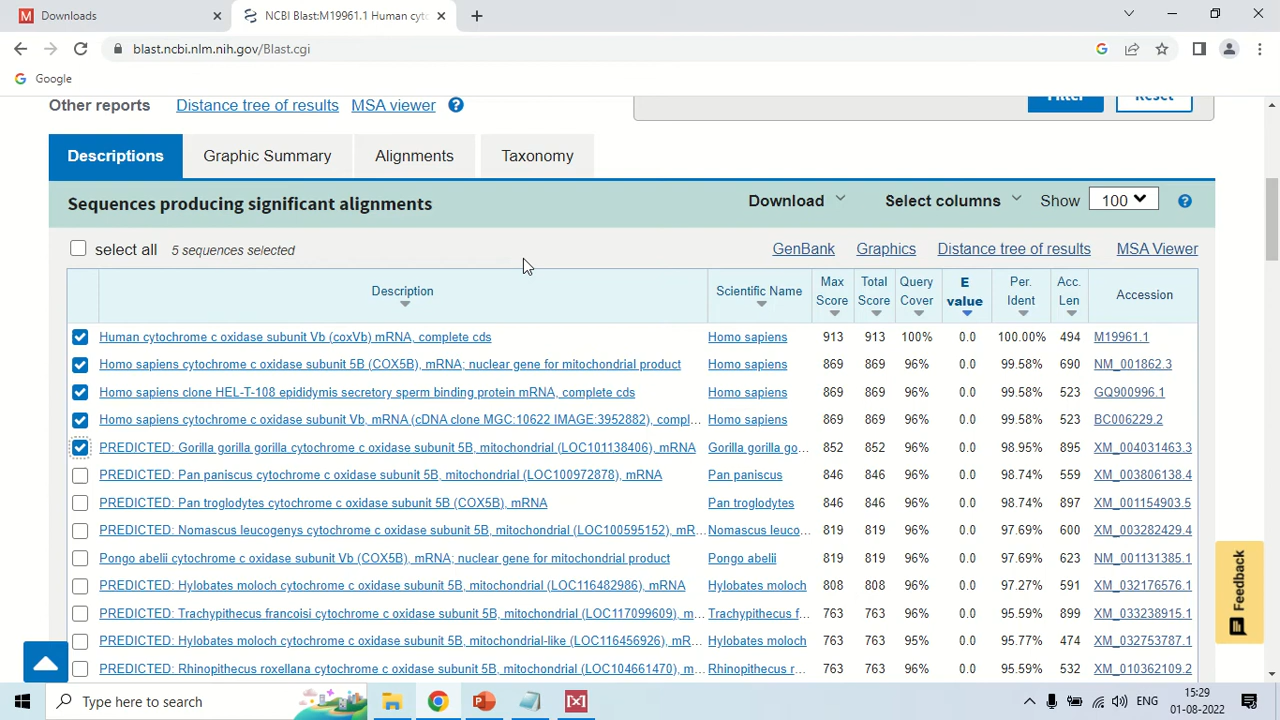 Downloads
NCBI Blast:M19961.1 Human cyto
blast.ncbi.nlm.nih.gov/Blast.cgi
Google
Other reports Distance tree of results MSA viewer ?
Filter Reset
Descriptions Graphic Summary Alignments Taxonomy
Sequences producing significant alignments Download Select columns Show 100 ?
select all 5 sequences selected GenBank Graphics Distance tree of results MSA Viewer
Description Scientific Name Max Score Total Score Query Cover E value Per. Ident Acc. Len Accession
Human cytochrome c oxidase subunit Vb (coxVb) mRNA, complete cds Homo sapiens 913 913 100% 0.0 100.00% 494 M19961.1
Homo sapiens cytochrome c oxidase subunit 5B (COX5B), mRNA; nuclear gene for mitochondrial product Homo sapiens 869 869 96% 0.0 99.58% 690 NM_001862.3
Homo sapiens clone HEL-T-108 epididymis secretory sperm binding protein mRNA, complete cds Homo sapiens 869 869 96% 0.0 99.58% 523 GQ900996.1
Homo sapiens cytochrome c oxidase subunit Vb, mRNA (cDNA clone MGC:10622 IMAGE:3952882), compl... Homo sapiens 869 869 96% 0.0 99.58% 523 BC006229.2
PREDICTED: Gorilla gorilla gorilla cytochrome c oxidase subunit 5B, mitochondrial (LOC101138406), mRNA Gorilla gorilla go... 852 852 96% 0.0 98.95% 895 XM_004031463.3
PREDICTED: Pan paniscus cytochrome c oxidase subunit 5B, mitochondrial (LOC100972878), mRNA Pan paniscus 846 846 96% 0.0 98.74% 559 XM_003806138.4
PREDICTED: Pan troglodytes cytochrome c oxidase subunit 5B (COX5B), mRNA Pan troglodytes 846 846 96% 0.0 98.74% 897 XM_001154903.5
PREDICTED: Nomascus leucogenys cytochrome c oxidase subunit 5B, mitochondrial (LOC100595152), mR... Nomascus leuco... 819 819 96% 0.0 97.69% 600 XM_003282429.4
Pongo abelii cytochrome c oxidase subunit Vb (COX5B), mRNA; nuclear gene for mitochondrial product Pongo abelii 819 819 96% 0.0 97.69% 623 NM_001131385.1
PREDICTED: Hylobates moloch cytochrome c oxidase subunit 5B, mitochondrial (LOC116482986), mRNA Hylobates moloch 808 808 96% 0.0 97.27% 591 XM_032176576.1
PREDICTED: Trachypithecus francoisi cytochrome c oxidase subunit 5B, mitochondrial (LOC117099609), m... Trachypithecus f... 763 763 96% 0.0 95.59% 899 XM_033238915.1
PREDICTED: Hylobates moloch cytochrome c oxidase subunit 5B, mitochondrial-like (LOC116456926), mR... Hylobates moloch 763 763 95% 0.0 95.77% 474 XM_032753787.1
PREDICTED: Rhinopithecus roxellana cytochrome c oxidase subunit 5B, mitochondrial (LOC104661470), m... Rhinopithecus r... 763 763 96% 0.0 95.59% 532 XM_010362109.2
Feedback
Type here to search
ENG 15:29
01-08-2022